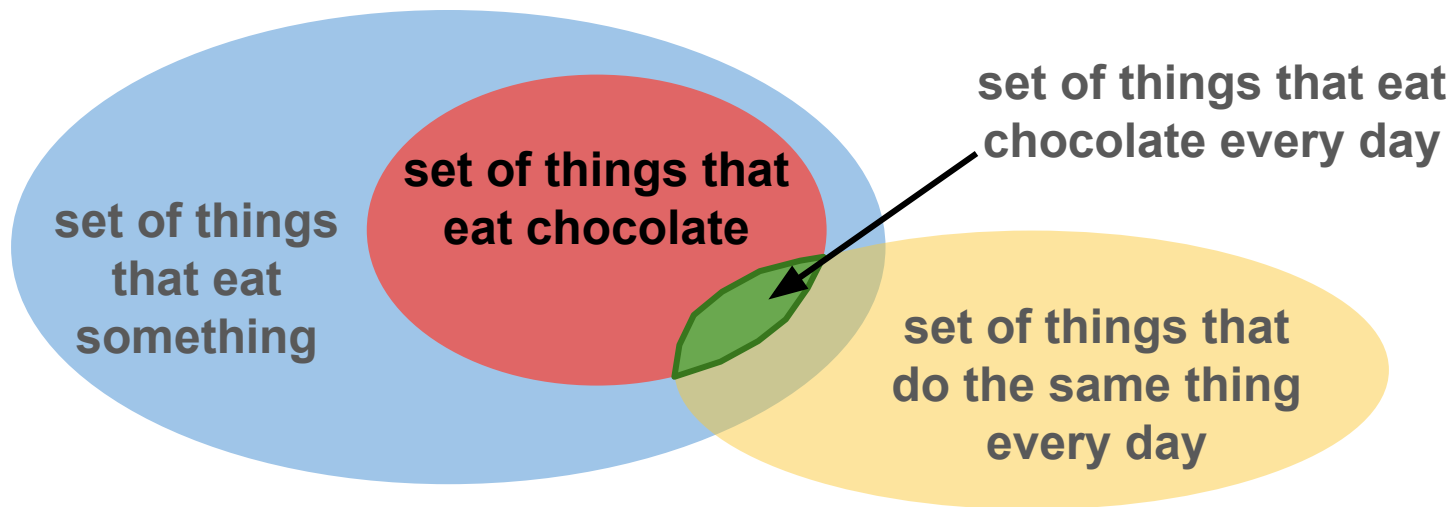 set of things
that eat
something
set of things that
eat chocolate
set of things that eat
chocolate every day
set of things that
do the same thing
every day